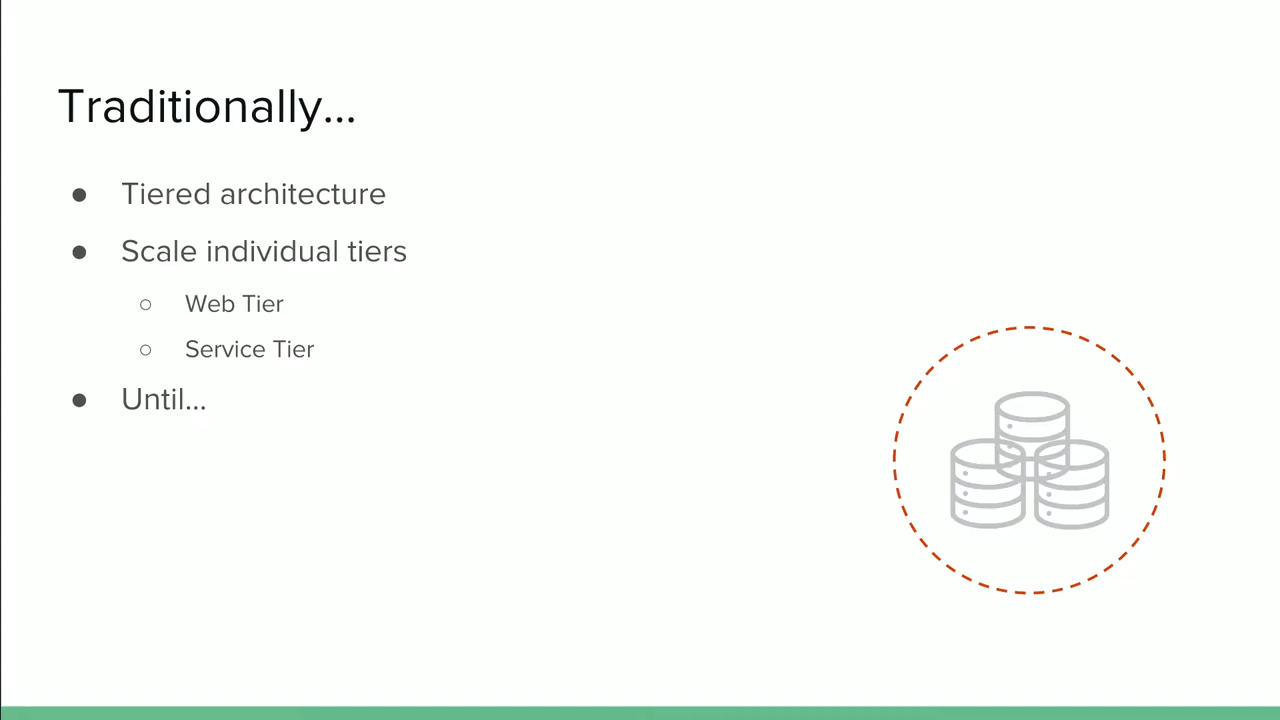 Traditionally...
● Tiered architecture
● Scale individual tiers
○ Web Tier
○ Service Tier
● Until...